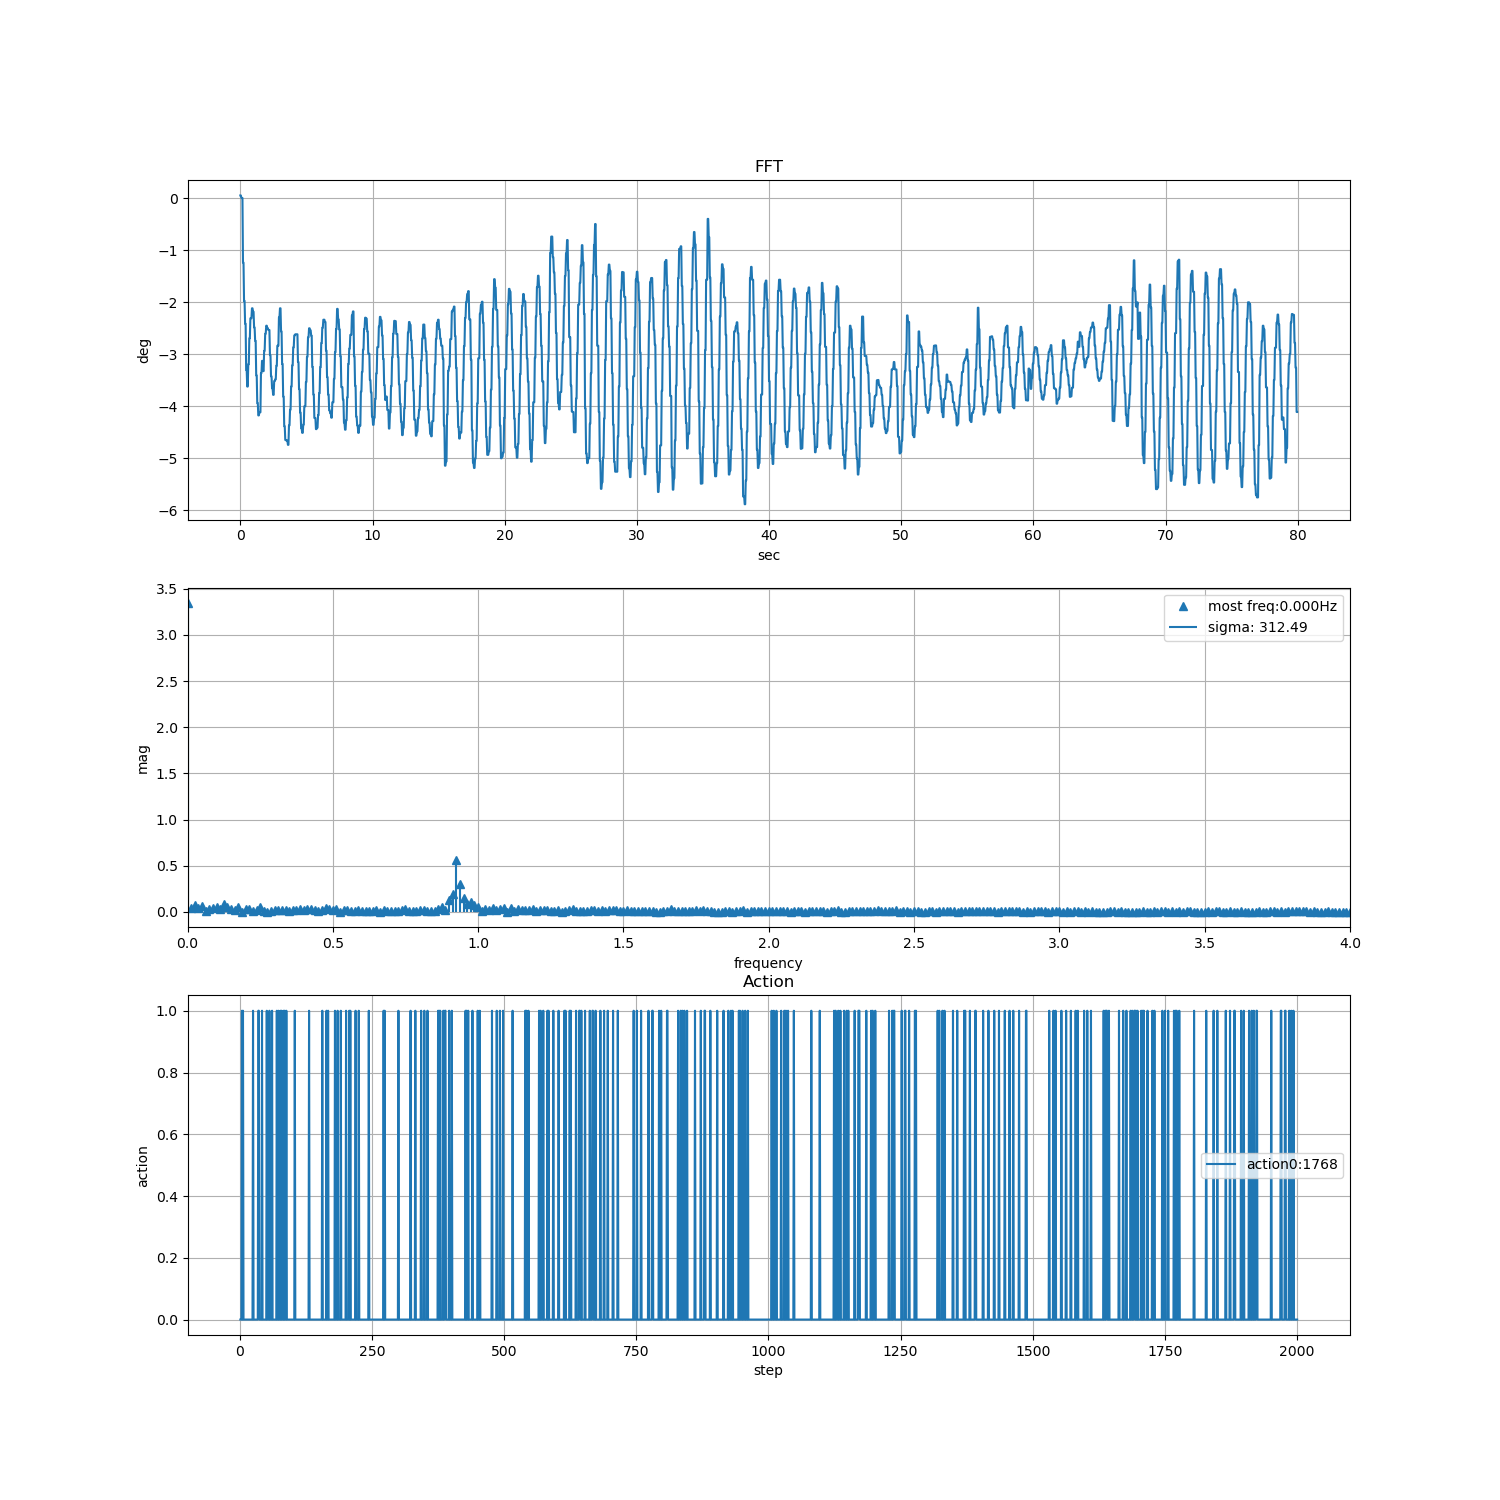 FFT
0
−1
−2
−3
−4
−5
−6
deg
0 10 20 30 40 50 60 70 80
sec
3.5
3.0
2.5
2.0
1.5
1.0
0.5
0.0
mag
most freq:0.000Hz
sigma: 312.49
0.0 0.5 1.0 1.5 2.0 2.5 3.0 3.5 4.0
frequency
Action
1.0
0.8
0.6
0.4
0.2
0.0
action
action0:1768
0 250 500 750 1000 1250 1500 1750 2000
step